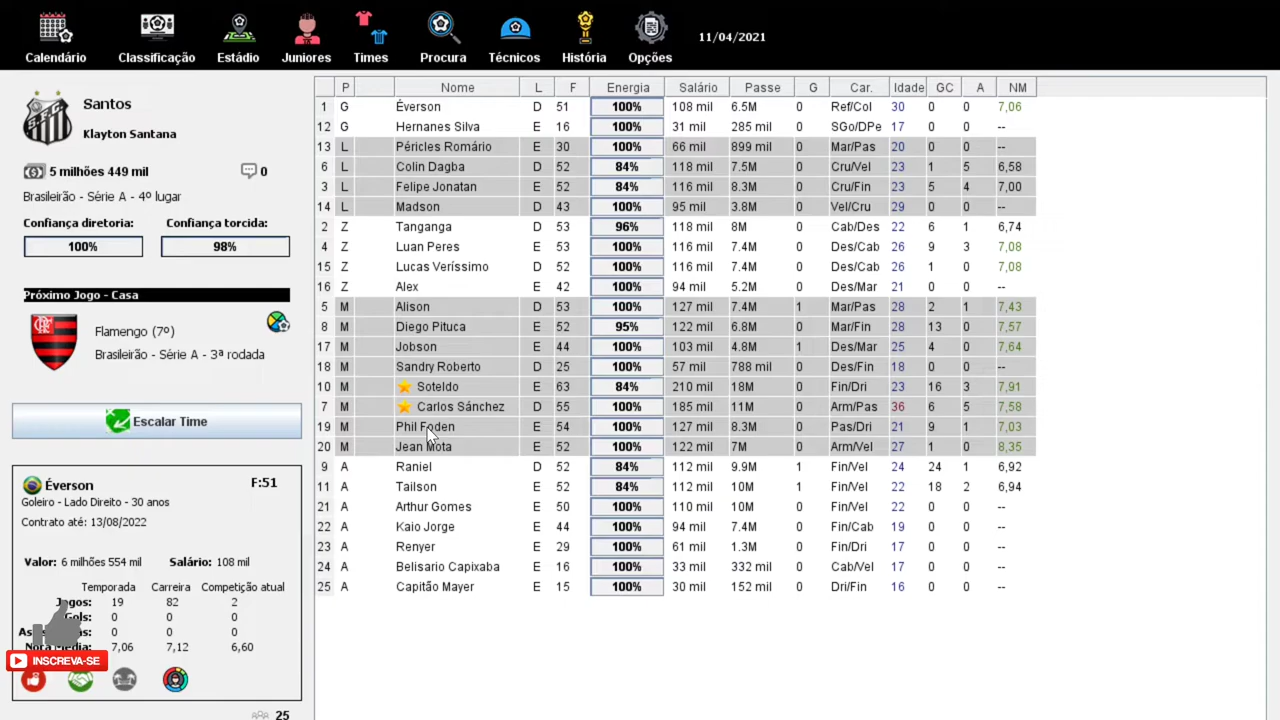 Calendário Classificação Estádio Juniores Times Procura Técnicos História Opções 11/04/2021
Santos
Klayton Santana
5 milhões 449 mil 0
Brasileirão - Série A - 4º lugar
Confiança diretoria: Confiança torcida:
100% 98%
Próximo Jogo - Casa
Flamengo (7º)
Brasileirão - Série A - 3ª rodada
Escalar Time
Éverson F:51
Goleiro - Lado Direito - 30 anos
Contrato até: 13/08/2022
Valor: 6 milhões 554 mil Salário: 108 mil
Temporada Carreira Competição atual
Jogos: 19 82 2
Gols: 0 0 0
0 0 0
Nota Média: 7,06 7,12 6,60
INSCREVA-SE
25
P Nome L F Energia Salário Passe G Car. Idade GC A NM
1 G Éverson D 51 100% 108 mil 6.5M 0 Ref/Col 30 0 0 7,06
12 G Hernanes Silva E 16 100% 31 mil 285 mil 0 SGo/DPe 17 0 0 --
13 L Péricles Romário E 30 100% 66 mil 899 mil 0 Mar/Pas 20 0 0 --
6 L Colin Dagba D 52 84% 118 mil 7.5M 0 Cru/Vel 23 1 5 6,58
3 L Felipe Jonatan E 52 84% 116 mil 8.3M 0 Cru/Fin 23 5 4 7,00
14 L Madson D 43 100% 95 mil 3.8M 0 Vel/Cru 29 0 0 --
2 Z Tanganga D 53 96% 118 mil 8M 0 Cab/Des 22 6 1 6,74
4 Z Luan Peres E 53 100% 116 mil 7.4M 0 Des/Cab 26 9 3 7,08
15 Z Lucas Veríssimo D 52 100% 116 mil 7.4M 0 Des/Cab 26 1 0 7,08
16 Z Alex E 42 100% 94 mil 5.2M 0 Des/Mar 21 0 0 --
5 M Alison D 53 100% 127 mil 7.4M 1 Mar/Pas 28 2 1 7,43
8 M Diego Pituca E 52 95% 122 mil 6.8M 0 Mar/Fin 28 13 0 7,57
17 M Jobson E 44 100% 103 mil 4.8M 1 Des/Mar 25 4 0 7,64
18 M Sandry Roberto D 25 100% 57 mil 788 mil 0 Des/Fin 18 0 0 --
10 M Soteldo E 63 84% 210 mil 18M 0 Fin/Dri 23 16 3 7,91
7 M Carlos Sánchez D 55 100% 185 mil 11M 0 Arm/Pas 36 6 5 7,58
19 M Phil Foden E 54 100% 127 mil 8.3M 0 Pas/Dri 21 9 1 7,03
20 M Jean Mota E 52 100% 122 mil 7M 0 Arm/Vel 27 1 0 8,35
9 A Raniel D 52 84% 112 mil 9.9M 1 Fin/Vel 24 24 1 6,92
11 A Tailson E 52 84% 112 mil 10M 1 Fin/Vel 22 18 2 6,94
21 A Arthur Gomes E 50 100% 110 mil 10M 0 Fin/Vel 22 0 0 --
22 A Kaio Jorge E 44 100% 94 mil 7.4M 0 Fin/Cab 19 0 0 --
23 A Renyer E 29 100% 61 mil 1.3M 0 Fin/Dri 17 0 0 --
24 A Belisario Capixaba E 16 100% 33 mil 332 mil 0 Cab/Vel 17 0 0 --
25 A Capitão Mayer E 15 100% 30 mil 152 mil 0 Dri/Fin 16 0 0 --